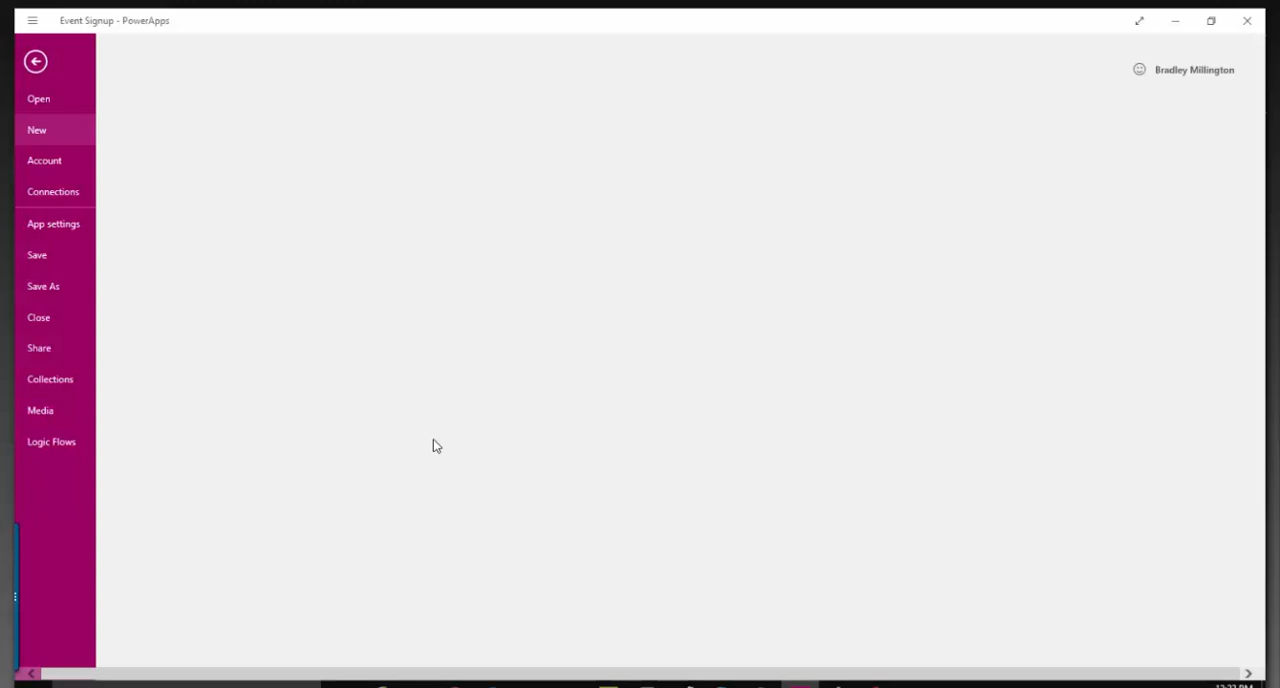 Event Signup - PowerApps
Bradley Millington
Open
New
Account
Connections
App settings
Save
Save As
Close
Share
Collections
Media
Logic Flows